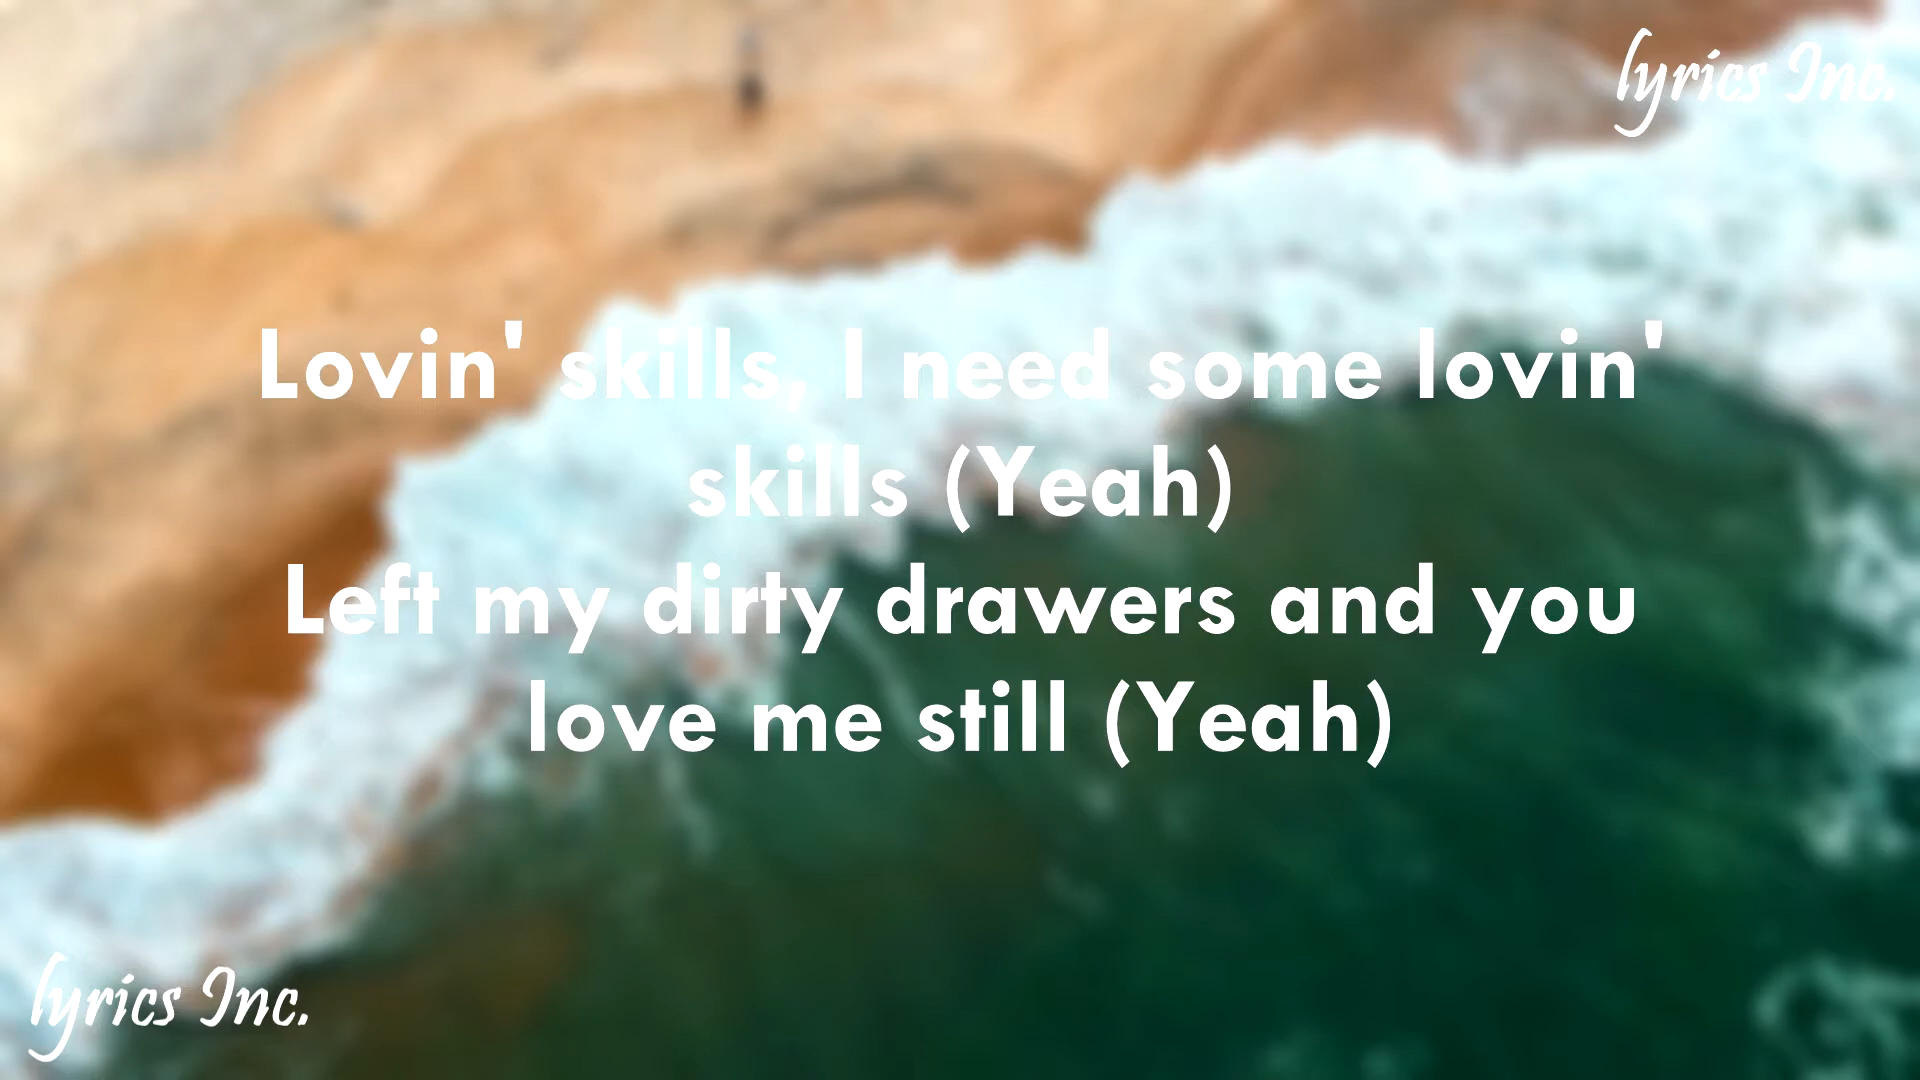 lyrics Inc.
Lovin' skills, I need some lovin'
skills (Yeah)
Left my dirty drawers and you
love me still (Yeah)
lyrics Inc.